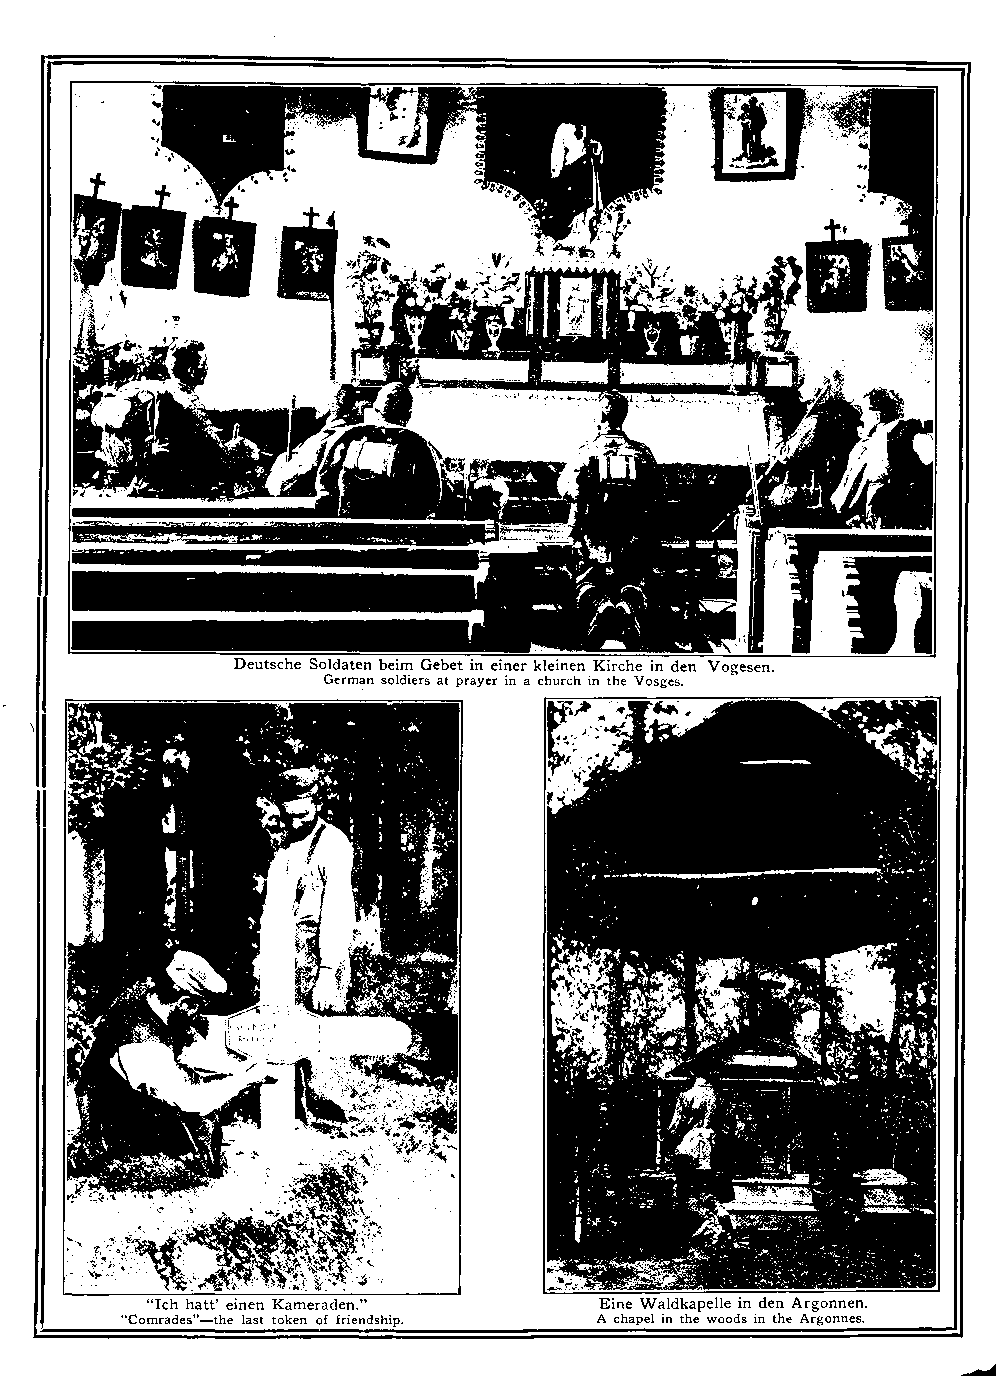 Deutsche Soldaten beim Gebet in einer kleinen Kirche in den Vogesen.
German soldiers at prayer in a church in the Vosges.
"Ich hatt' einen Kameraden."
"Comrades"—the last token of friendship.
Eine Waldkapelle in den Argonnen.
A chapel in the woods in the Argonnes.